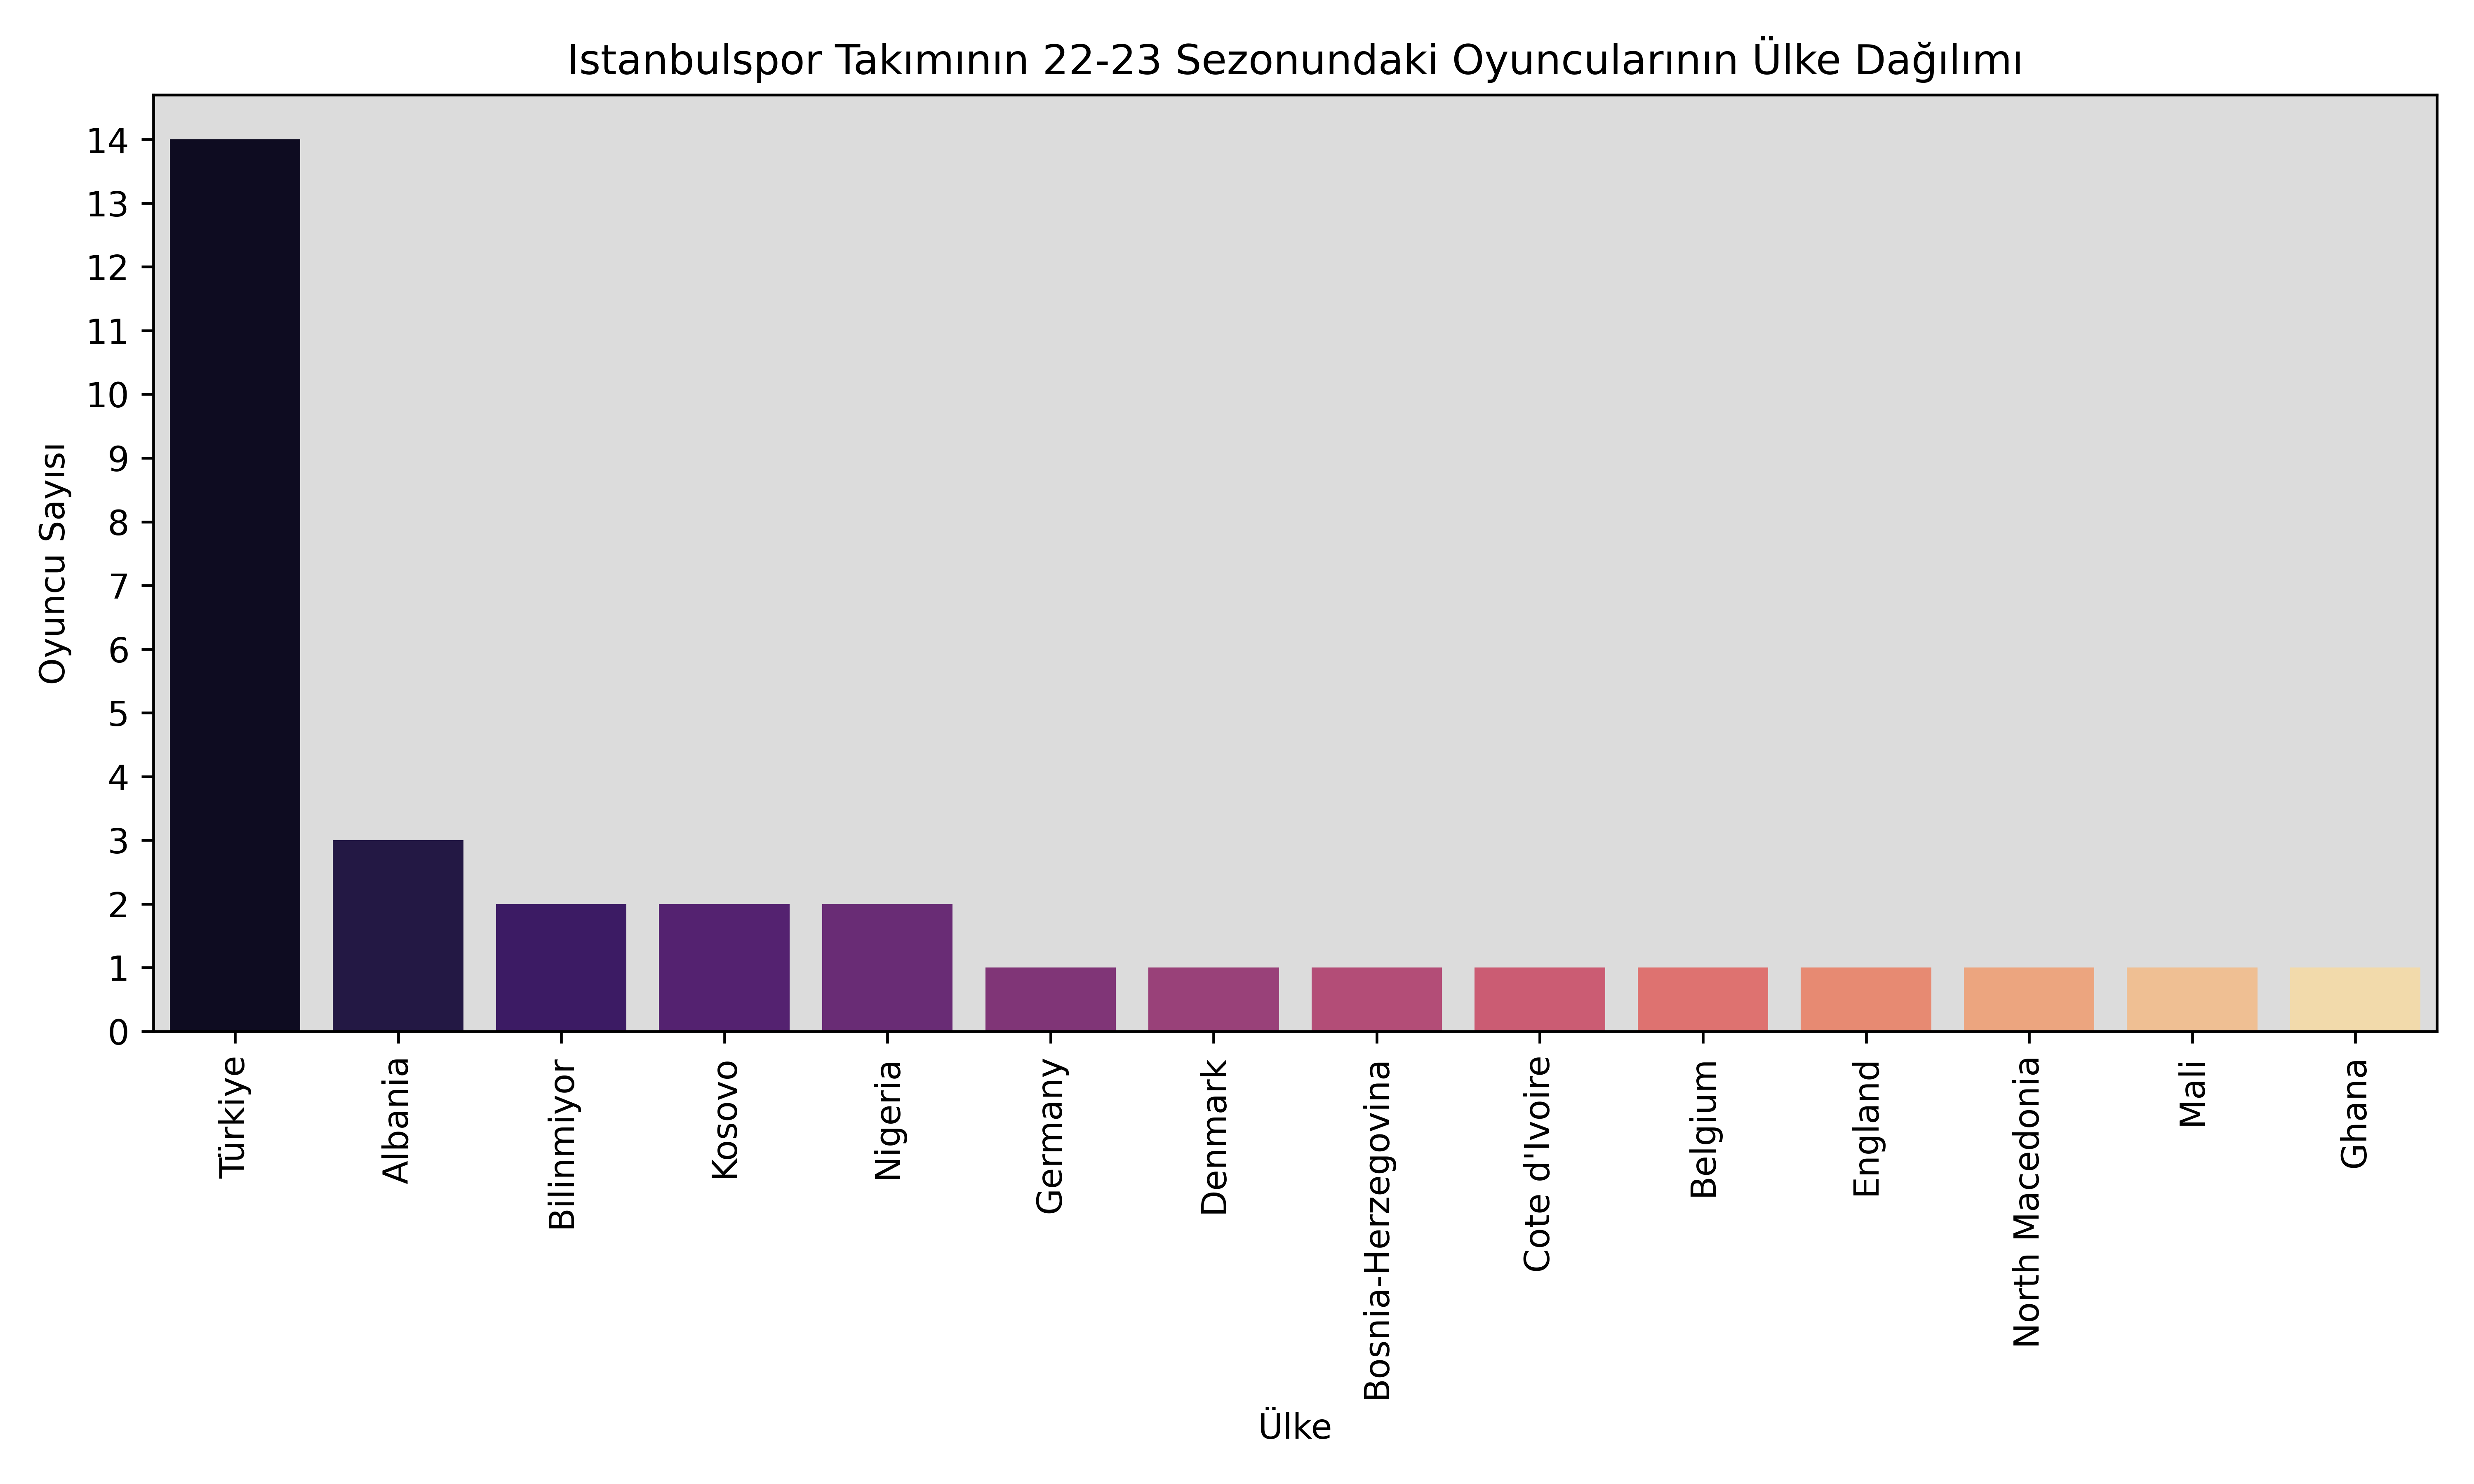 Istanbulspor Takımının 22-23 Sezonundaki Oyuncularının Ülke Dağılımı
Oyuncu Sayısı
14
13
12
11
10
9
8
7
6
5
4
3
2
1
0
Türkiye
Albania
Bilinmiyor
Kosovo
Nigeria
Germany
Denmark
Bosnia-Herzegovina
Cote d'Ivoire
Belgium
England
North Macedonia
Mali
Ghana
Ülke